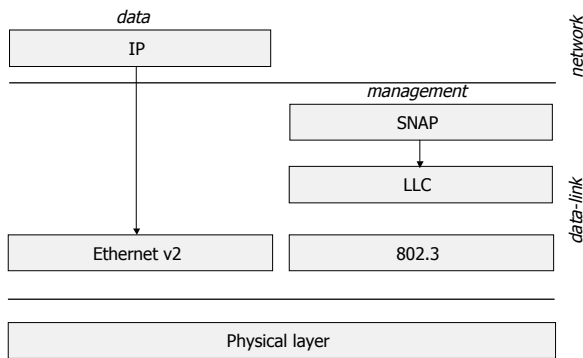 data
IP
network
management
SNAP
LLC
data-link
Ethernet v2
802.3
Physical layer